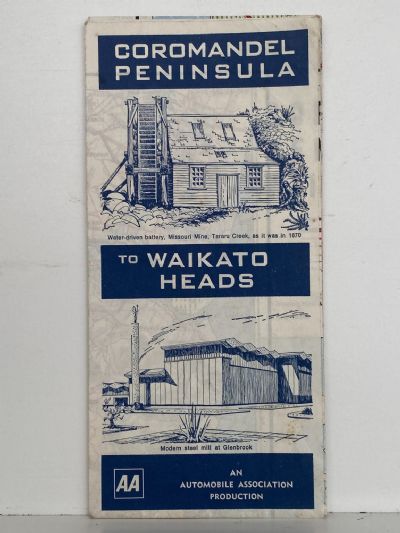 COROMANDEL
PENINSULA
Water-driven battery, Missouri Mine, Tararu Creek, as it was in 1870
TO WAIKATO
HEADS
Modern steel mill at Glenbrook
AA
AN
AUTOMOBILE ASSOCIATION
PRODUCTION